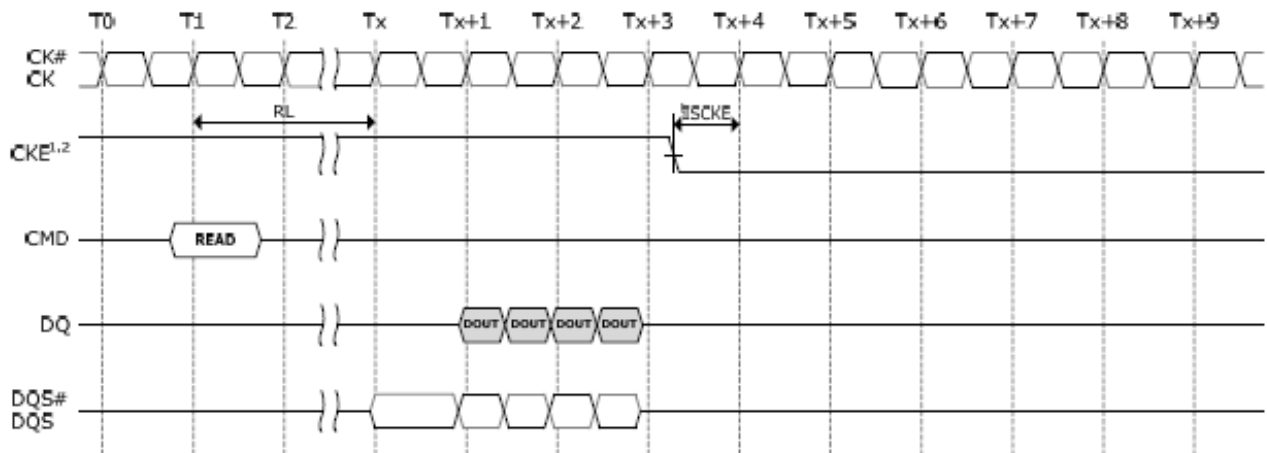 T0 T1 T2 Tx Tx+1 Tx+2 Tx+3 Tx+4 Tx+5 Tx+6 Tx+7 Tx+8 Tx+9
CK#
CK
RL
CKE1,2
CMD READ
DQ DOUT DOUT DOUT DOUT
DQS#
DQS